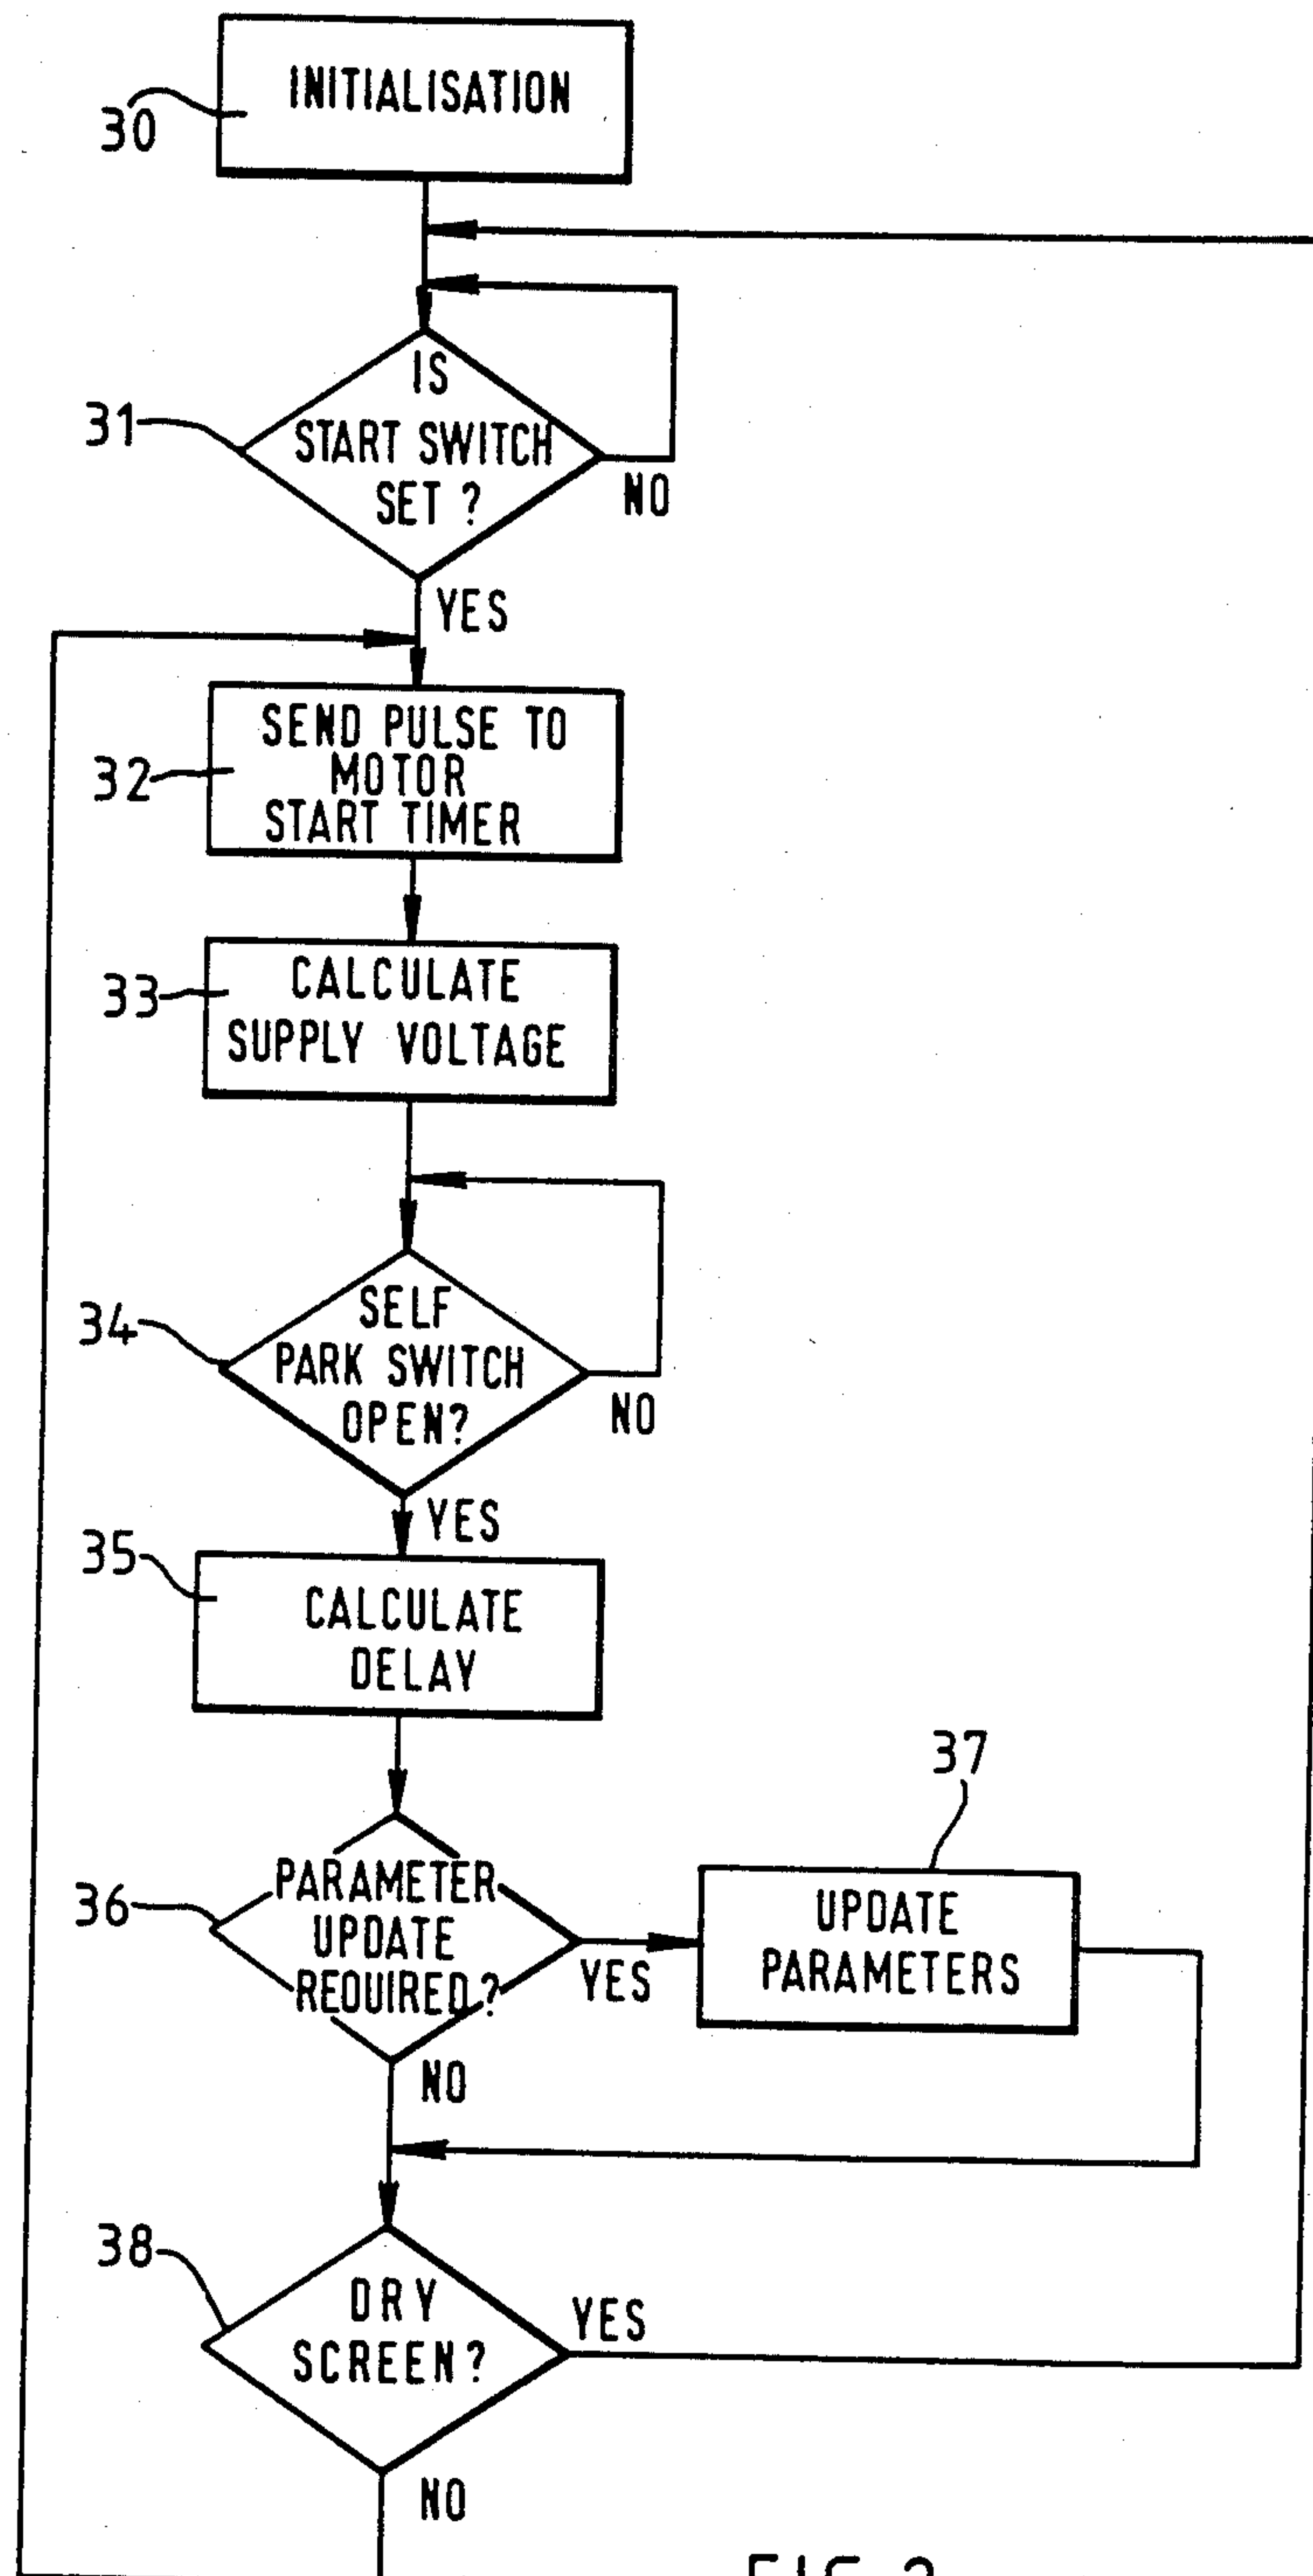 INITIALISATION
30
IS
START SWITCH
SET ?
31
NO
YES
SEND PULSE TO
MOTOR
START TIMER
32
CALCULATE
SUPPLY VOLTAGE
33
SELF
PARK SWITCH
OPEN?
34
NO
YES
35
CALCULATE
DELAY
37
PARAMETER
UPDATE
REQUIRED?
36
YES
UPDATE
PARAMETERS
NO
38
DRY
SCREEN?
YES
NO